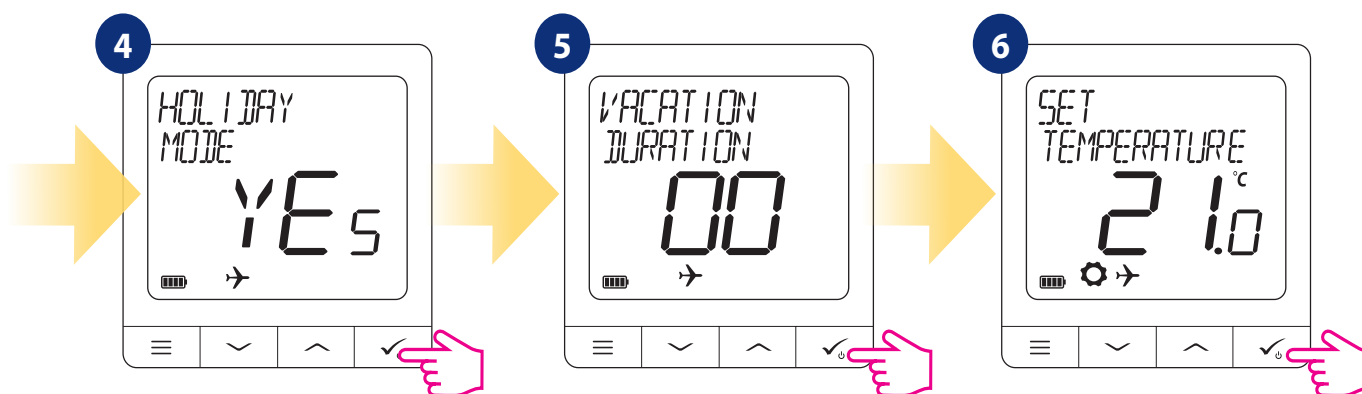 4
HOLIDAY
MODE
YEs
5
VACATION
DURATION
00
6
SET
TEMPERATURE
21.0 °C